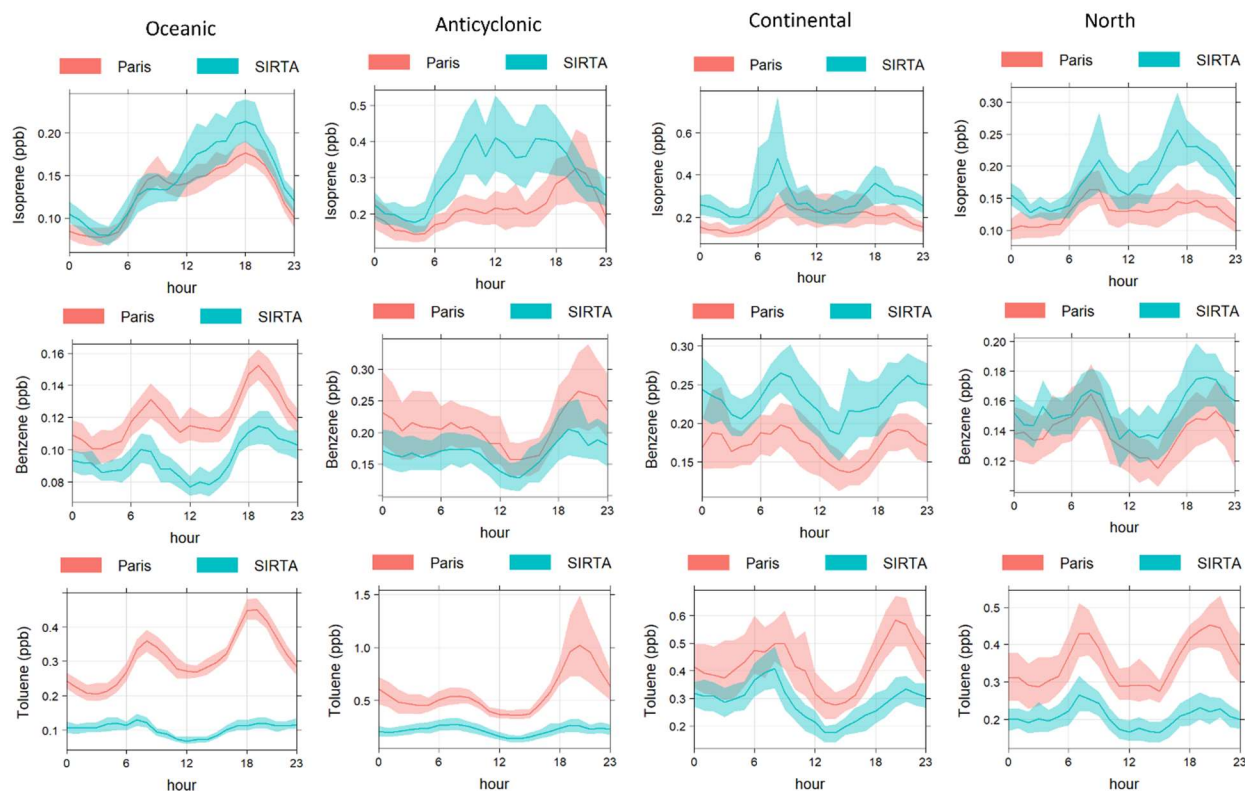 Oceanic
Anticyclonic
Continental
North
Paris SIRTA
Isoprene (ppb)
0.20
0.15
0.10
0 6 12 18 23
hour
Paris SIRTA
Isoprene (ppb)
0.5
0.4
0.3
0.2
0 6 12 18 23
hour
Paris SIRTA
Isoprene (ppb)
0.6
0.4
0.2
0 6 12 18 23
hour
Paris SIRTA
Isoprene (ppb)
0.30
0.25
0.20
0.15
0.10
0 6 12 18 23
hour
Paris SIRTA
Benzene (ppb)
0.16
0.14
0.12
0.10
0.08
0 6 12 18 23
hour
Paris SIRTA
Benzene (ppb)
0.30
0.25
0.20
0.15
0 6 12 18 23
hour
Paris SIRTA
Benzene (ppb)
0.30
0.25
0.20
0.15
0 6 12 18 23
hour
Paris SIRTA
Benzene (ppb)
0.20
0.18
0.16
0.14
0.12
0 6 12 18 23
hour
Paris SIRTA
Toluene (ppb)
0.4
0.3
0.2
0.1
0 6 12 18 23
hour
Paris SIRTA
Toluene (ppb)
1.5
1.0
0.5
0 6 12 18 23
hour
Paris SIRTA
Toluene (ppb)
0.6
0.5
0.4
0.3
0.2
0 6 12 18 23
hour
Paris SIRTA
Toluene (ppb)
0.5
0.4
0.3
0.2
0 6 12 18 23
hour